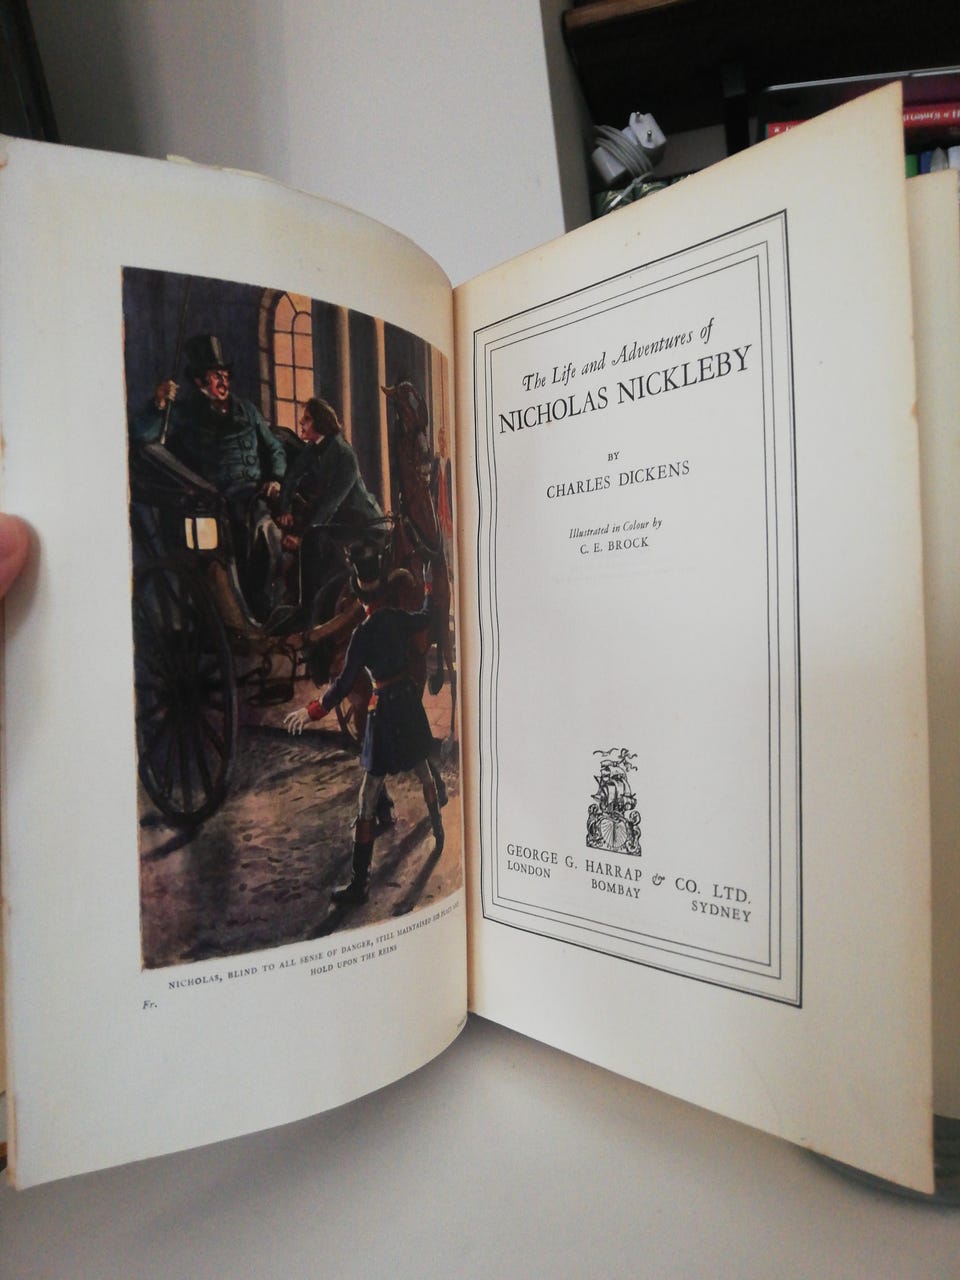 NICHOLAS, BLIND TO ALL SENSE OF DANGER, STILL MAINTAINED HIS PLACE AND
HOLD UPON THE REINS
Fr.
The Life and Adventures of
NICHOLAS NICKLEBY
BY
CHARLES DICKENS
Illustrated in Colour by
C. E. BROCK
GEORGE G. HARRAP & CO. LTD.
LONDON BOMBAY SYDNEY